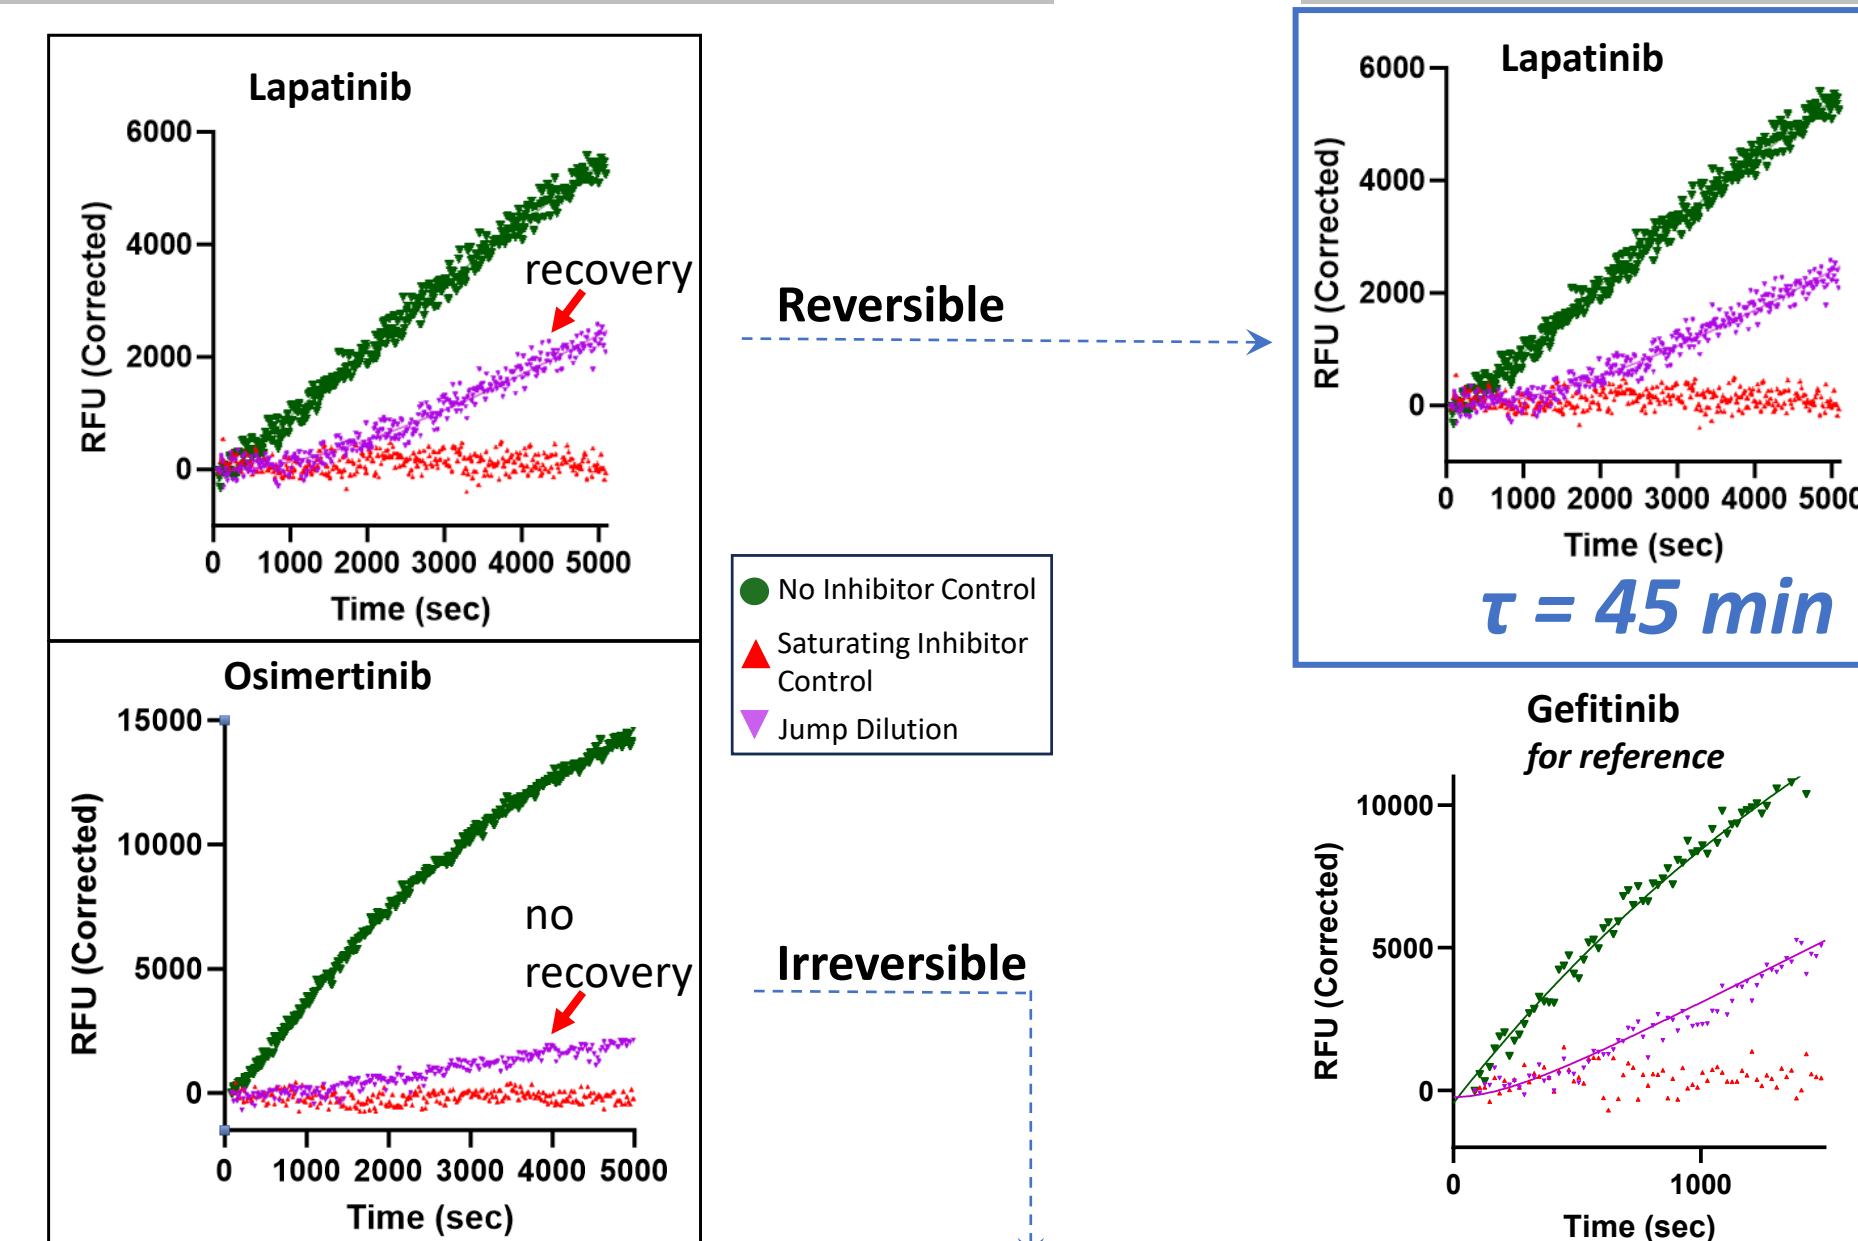 Lapatinib
6000
4000
2000
0
RFU (Corrected)
recovery
0 1000 2000 3000 4000 5000
Time (sec)
Reversible
Lapatinib
6000
4000
2000
0
RFU (Corrected)
0 1000 2000 3000 4000 5000
Time (sec)
τ = 45 min
No Inhibitor Control
Saturating Inhibitor
Control
Jump Dilution
Osimertinib
15000
10000
5000
0
RFU (Corrected)
no
recovery
0 1000 2000 3000 4000 5000
Time (sec)
Irreversible
Gefitinib
for reference
10000
5000
0
RFU (Corrected)
0 1000
Time (sec)